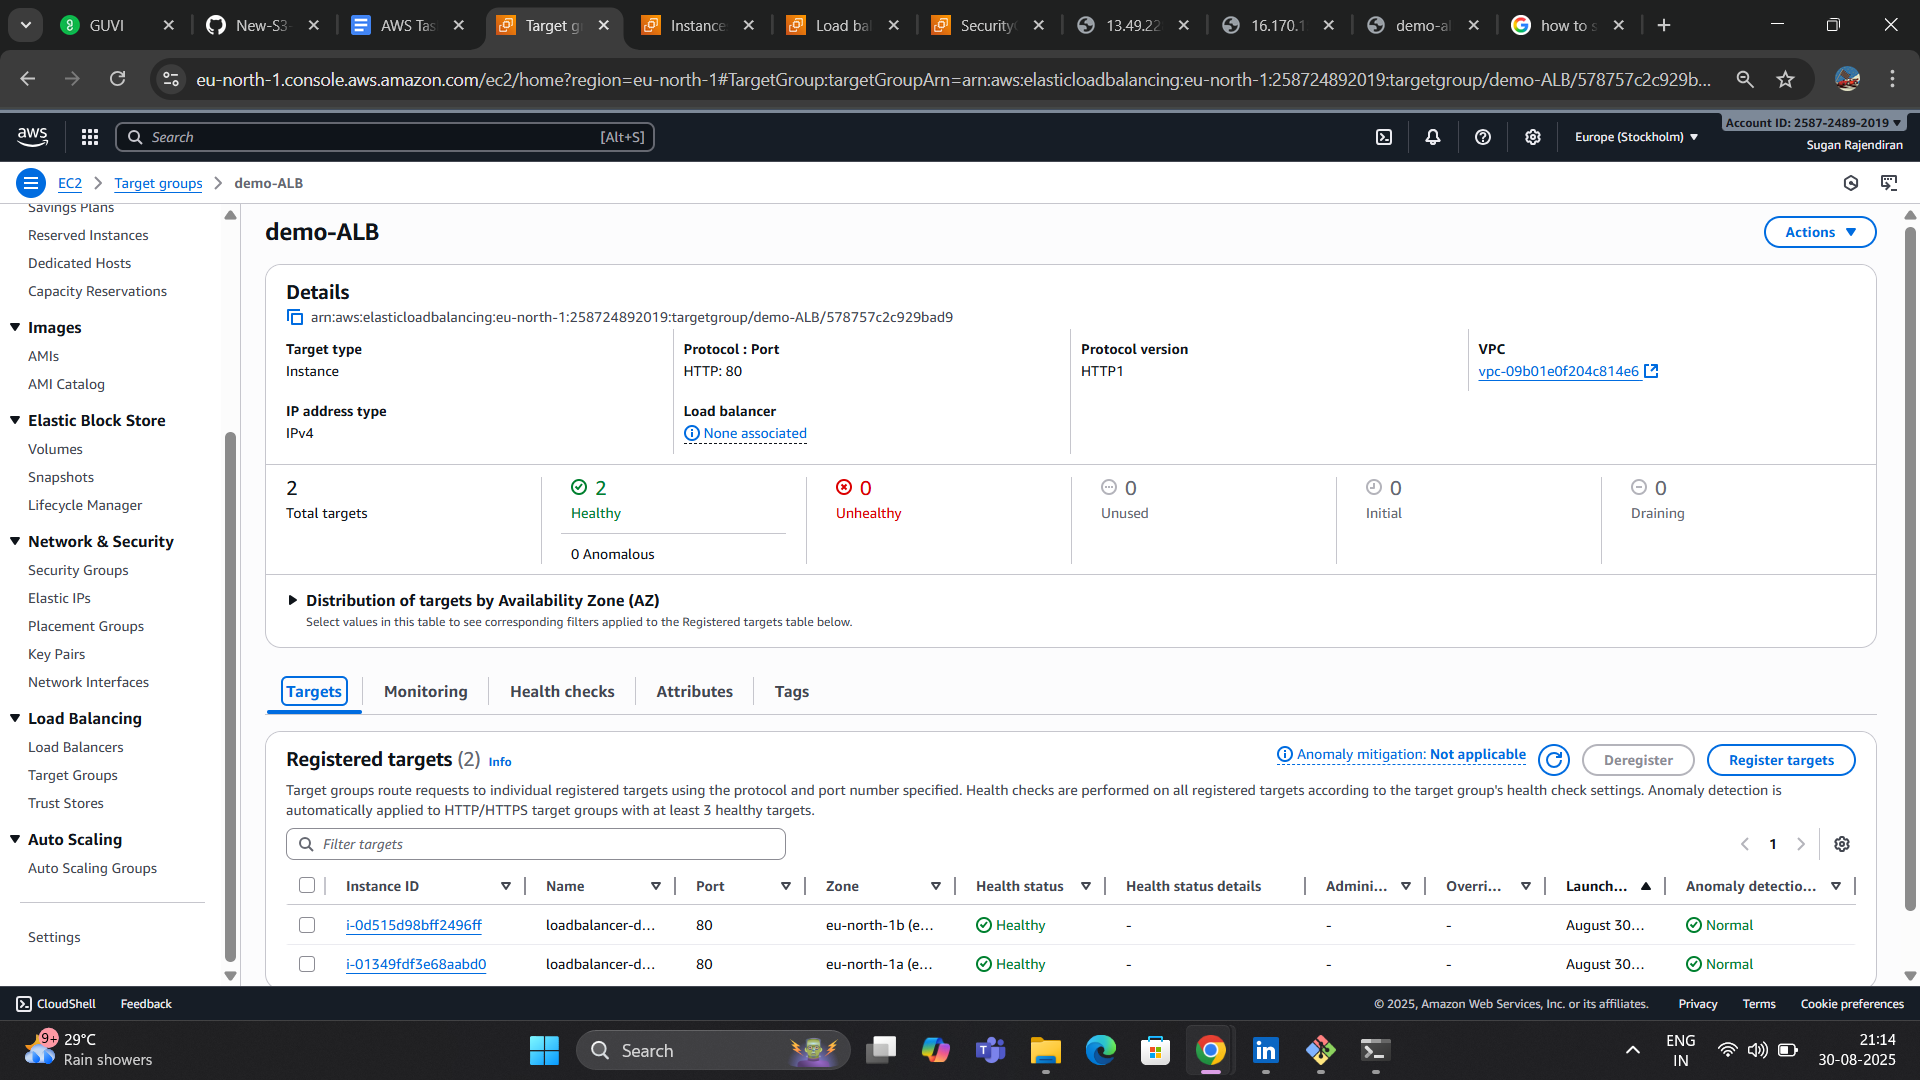 GUVI
New-S3-
AWS Tas
Target g
Instance
Load bal
Security
13.49.22
16.170.1
demo-al
how to s
eu-north-1.console.aws.amazon.com/ec2/home?region=eu-north-1#TargetGroup:targetGroupArn=arn:aws:elasticloadbalancing:eu-north-1:258724892019:targetgroup/demo-ALB/578757c2c929b...
aws
Search
[Alt+S]
Europe (Stockholm)
Account ID: 2587-2489-2019
Sugan Rajendiran
EC2
Target groups
demo-ALB
Savings Plans
Reserved Instances
Dedicated Hosts
Capacity Reservations
Images
AMIs
AMI Catalog
Elastic Block Store
Volumes
Snapshots
Lifecycle Manager
Network & Security
Security Groups
Elastic IPs
Placement Groups
Key Pairs
Network Interfaces
Load Balancing
Load Balancers
Target Groups
Trust Stores
Auto Scaling
Auto Scaling Groups
Settings
demo-ALB
Actions
Details
arn:aws:elasticloadbalancing:eu-north-1:258724892019:targetgroup/demo-ALB/578757c2c929bad9
Target type
Instance
Protocol : Port
HTTP: 80
Protocol version
HTTP1
VPC
vpc-09b01e0f204c814e6
IP address type
IPv4
Load balancer
None associated
2
Total targets
2
Healthy
0 Anomalous
0
Unhealthy
0
Unused
0
Initial
0
Draining
Distribution of targets by Availability Zone (AZ)
Select values in this table to see corresponding filters applied to the Registered targets table below.
Targets
Monitoring
Health checks
Attributes
Tags
Registered targets (2) Info
Anomaly mitigation: Not applicable
Deregister
Register targets
Target groups route requests to individual registered targets using the protocol and port number specified. Health checks are performed on all registered targets according to the target group's health check settings. Anomaly detection is
automatically applied to HTTP/HTTPS target groups with at least 3 healthy targets.
Filter targets
1
Instance ID Name Port Zone Health status Health status details Admini... Overri... Launch... Anomaly detectio...
i-0d515d98bff2496ff loadbalancer-d... 80 eu-north-1b (e... Healthy - - - August 30... Normal
i-01349fdf3e68aabd0 loadbalancer-d... 80 eu-north-1a (e... Healthy - - - August 30... Normal
CloudShell
Feedback
© 2025, Amazon Web Services, Inc. or its affiliates.
Privacy
Terms
Cookie preferences
9+
29°C
Rain showers
Search
ENG
IN
21:14
30-08-2025